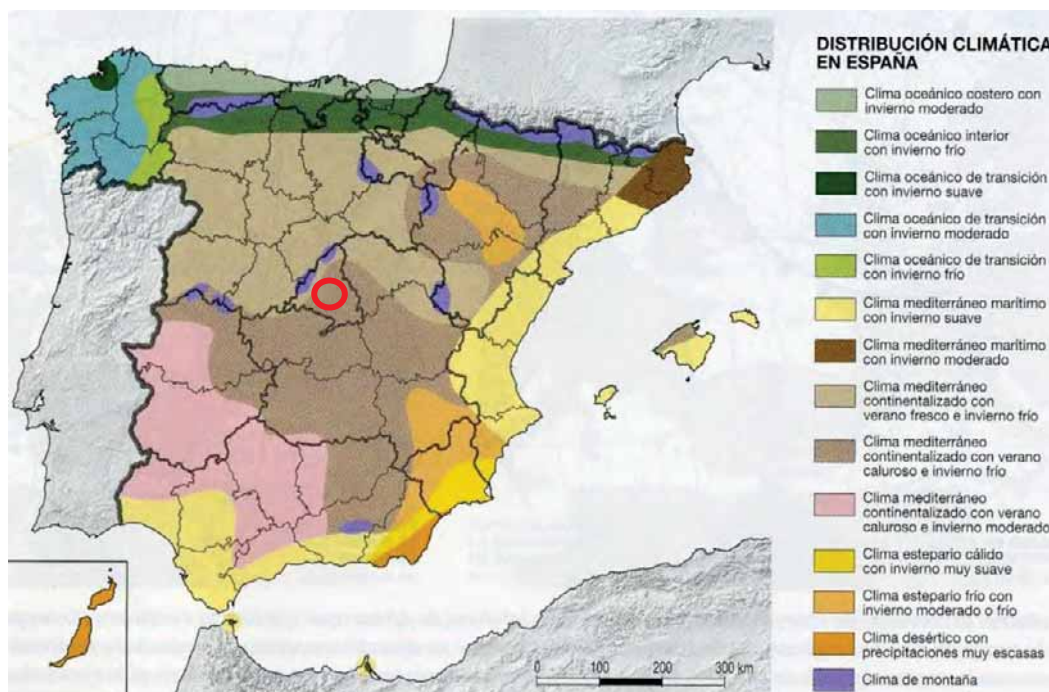 DISTRIBUCIÓN CLIMÁTICA
EN ESPAÑA
Clima oceánico costero con
invierno moderado
Clima oceánico interior
con invierno frío
Clima oceánico de transición
con invierno suave
Clima oceánico de transición
con invierno moderado
Clima oceánico de transición
con invierno frío
Clima mediterráneo marítimo
con invierno suave
Clima mediterráneo marítimo
con invierno moderado
Clima mediterráneo
continentalizado con
verano fresco e invierno frío
Clima mediterráneo
continentalizado con verano
caluroso e invierno frío
Clima mediterráneo
continentalizado con verano
caluroso e invierno moderado
Clima estepario cálido
con invierno muy suave
Clima estepario frío con
invierno moderado o frío
Clima desértico con
precipitaciones muy escasas
Clima de montaña
0 100 200 300 km